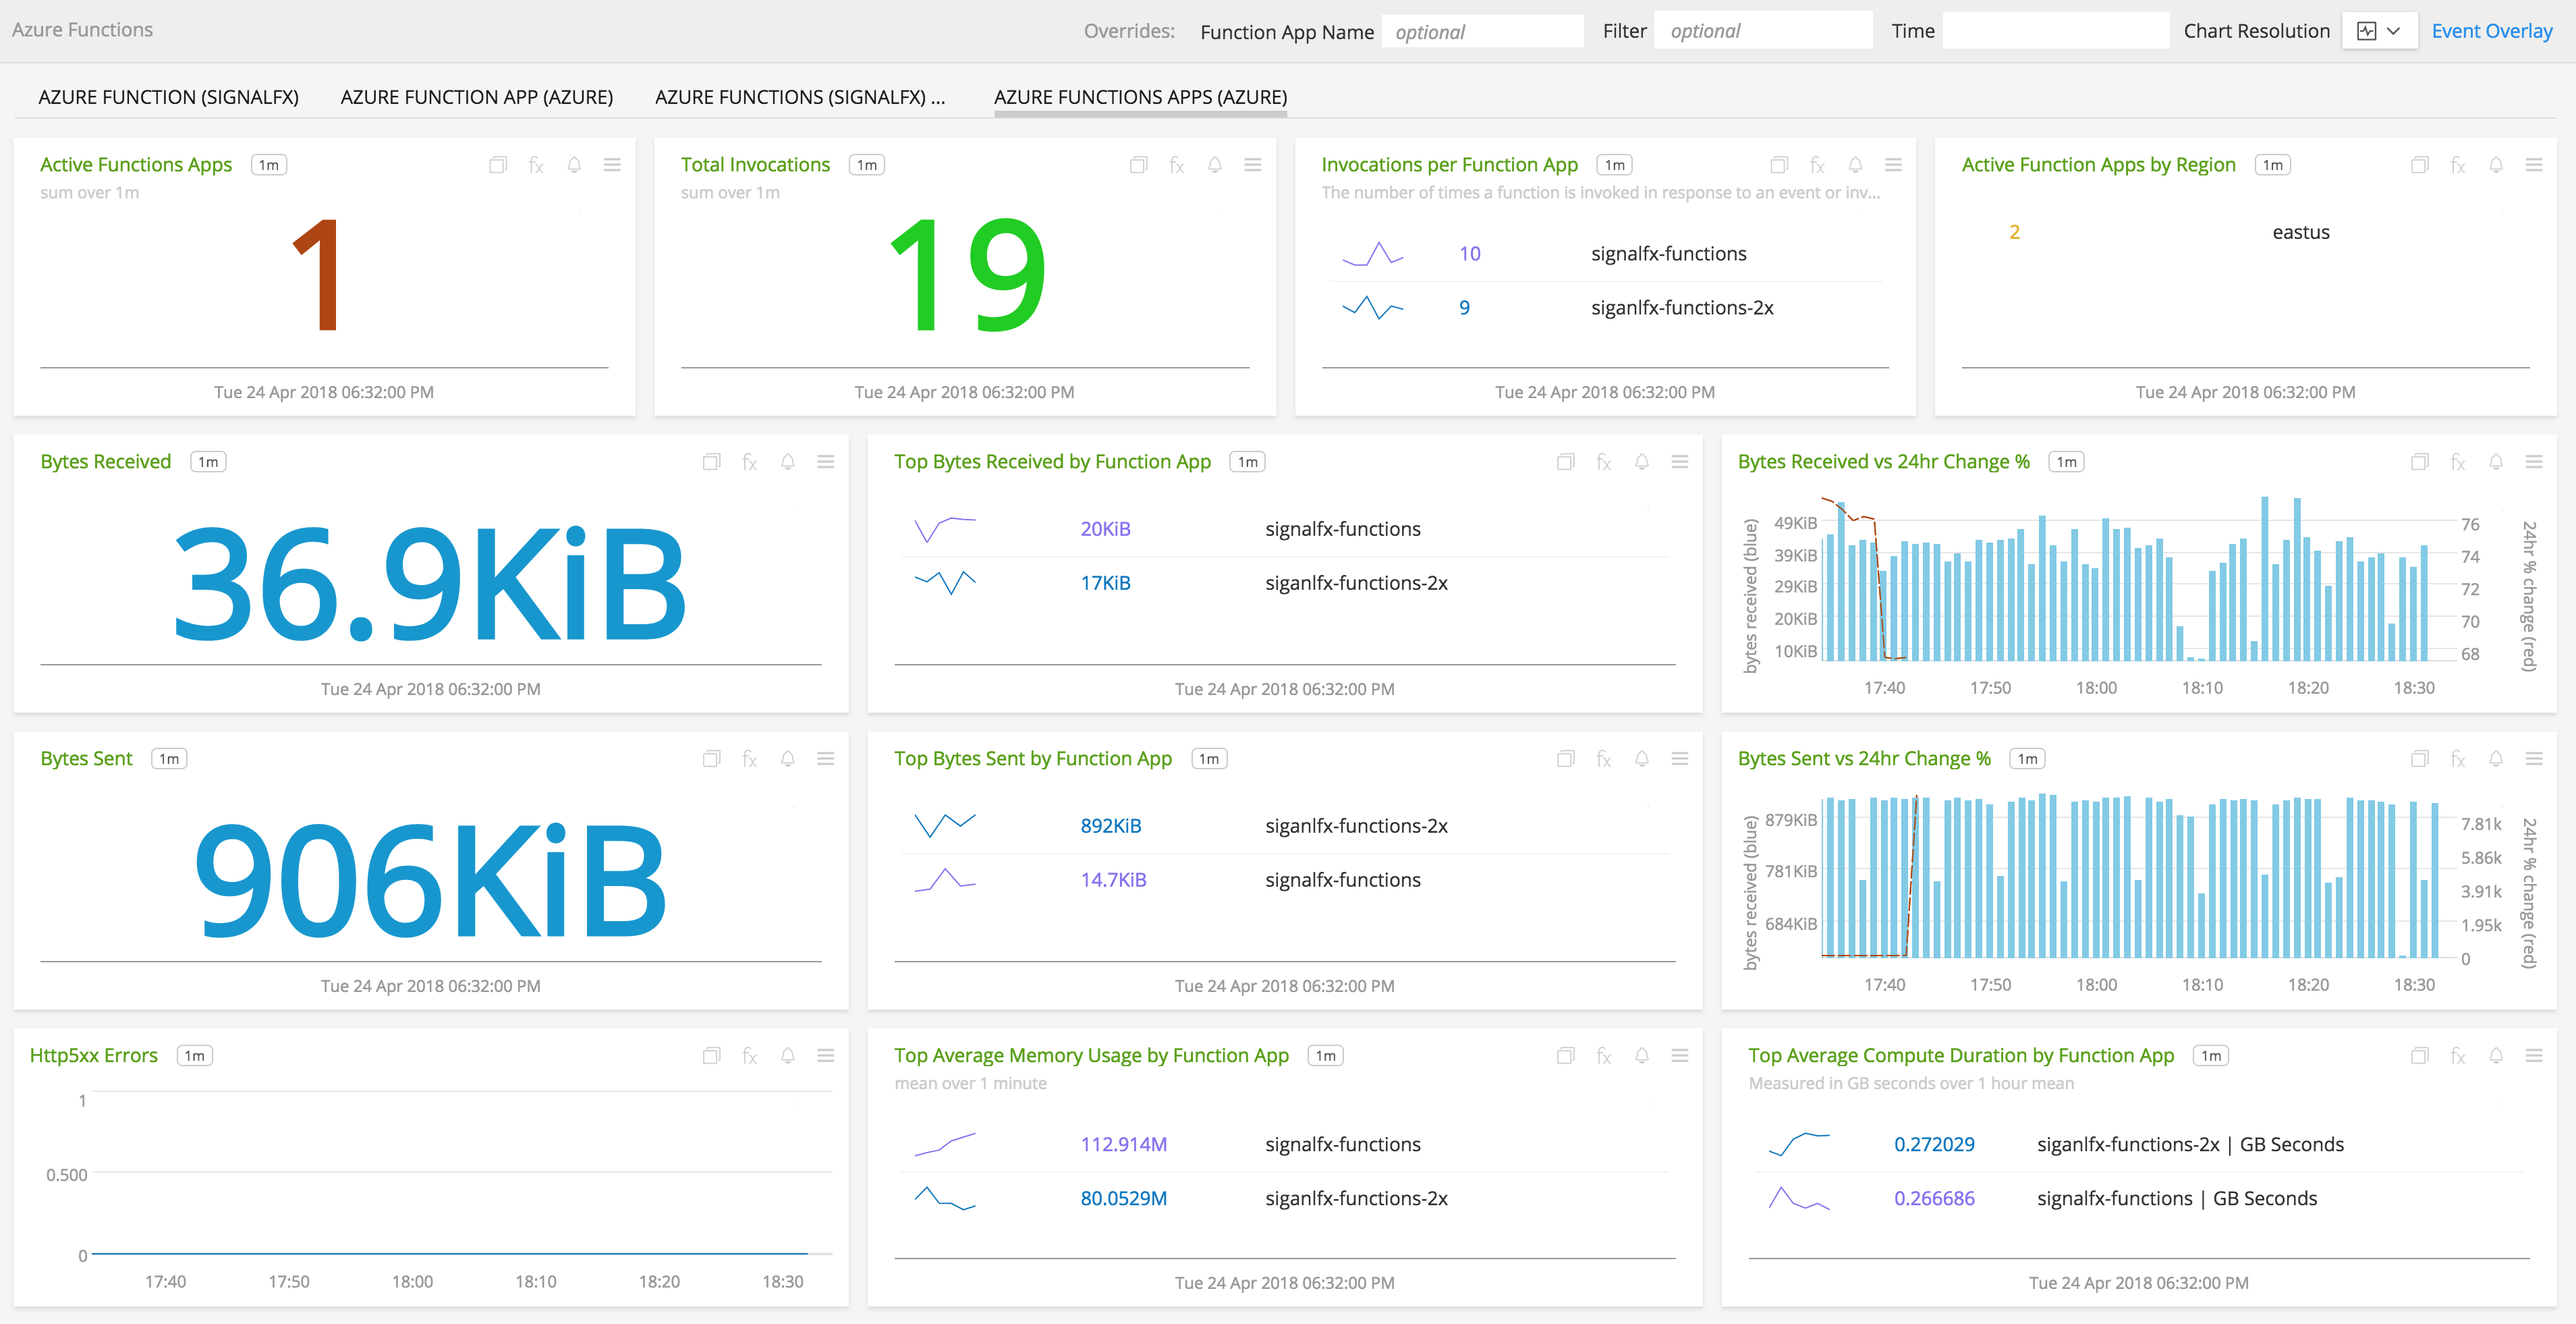 Azure Functions
Overrides: Function App Name optional Filter optional Time Chart Resolution Event Overlay
AZURE FUNCTION (SIGNALFX) AZURE FUNCTION APP (AZURE) AZURE FUNCTIONS (SIGNALFX) ... AZURE FUNCTIONS APPS (AZURE)
Active Functions Apps 1m fx
sum over 1m
1
Tue 24 Apr 2018 06:32:00 PM
Total Invocations 1m fx
sum over 1m
19
Tue 24 Apr 2018 06:32:00 PM
Invocations per Function App 1m fx
The number of times a function is invoked in response to an event or inv...
10 signalfx-functions
9 siganlfx-functions-2x
Tue 24 Apr 2018 06:32:00 PM
Active Function Apps by Region 1m fx
2 eastus
Tue 24 Apr 2018 06:32:00 PM
Bytes Received 1m fx
36.9KiB
Tue 24 Apr 2018 06:32:00 PM
Top Bytes Received by Function App 1m fx
20KiB signalfx-functions
17KiB siganlfx-functions-2x
Tue 24 Apr 2018 06:32:00 PM
Bytes Received vs 24hr Change % 1m fx
bytes received (blue)
49KiB
39KiB
29KiB
20KiB
10KiB
76
74
72
70
68
24hr % change (red)
17:40 17:50 18:00 18:10 18:20 18:30
Bytes Sent 1m fx
906KiB
Tue 24 Apr 2018 06:32:00 PM
Top Bytes Sent by Function App 1m fx
892KiB siganlfx-functions-2x
14.7KiB signalfx-functions
Tue 24 Apr 2018 06:32:00 PM
Bytes Sent vs 24hr Change % 1m fx
bytes received (blue)
879KiB
781KiB
684KiB
7.81k
5.86k
3.91k
1.95k
0
24hr % change (red)
17:40 17:50 18:00 18:10 18:20 18:30
Http5xx Errors 1m fx
1
0.500
0
17:40 17:50 18:00 18:10 18:20 18:30
Top Average Memory Usage by Function App 1m fx
mean over 1 minute
112.914M signalfx-functions
80.0529M siganlfx-functions-2x
Tue 24 Apr 2018 06:32:00 PM
Top Average Compute Duration by Function App 1m fx
Measured in GB seconds over 1 hour mean
0.272029 siganlfx-functions-2x | GB Seconds
0.266686 signalfx-functions | GB Seconds
Tue 24 Apr 2018 06:32:00 PM